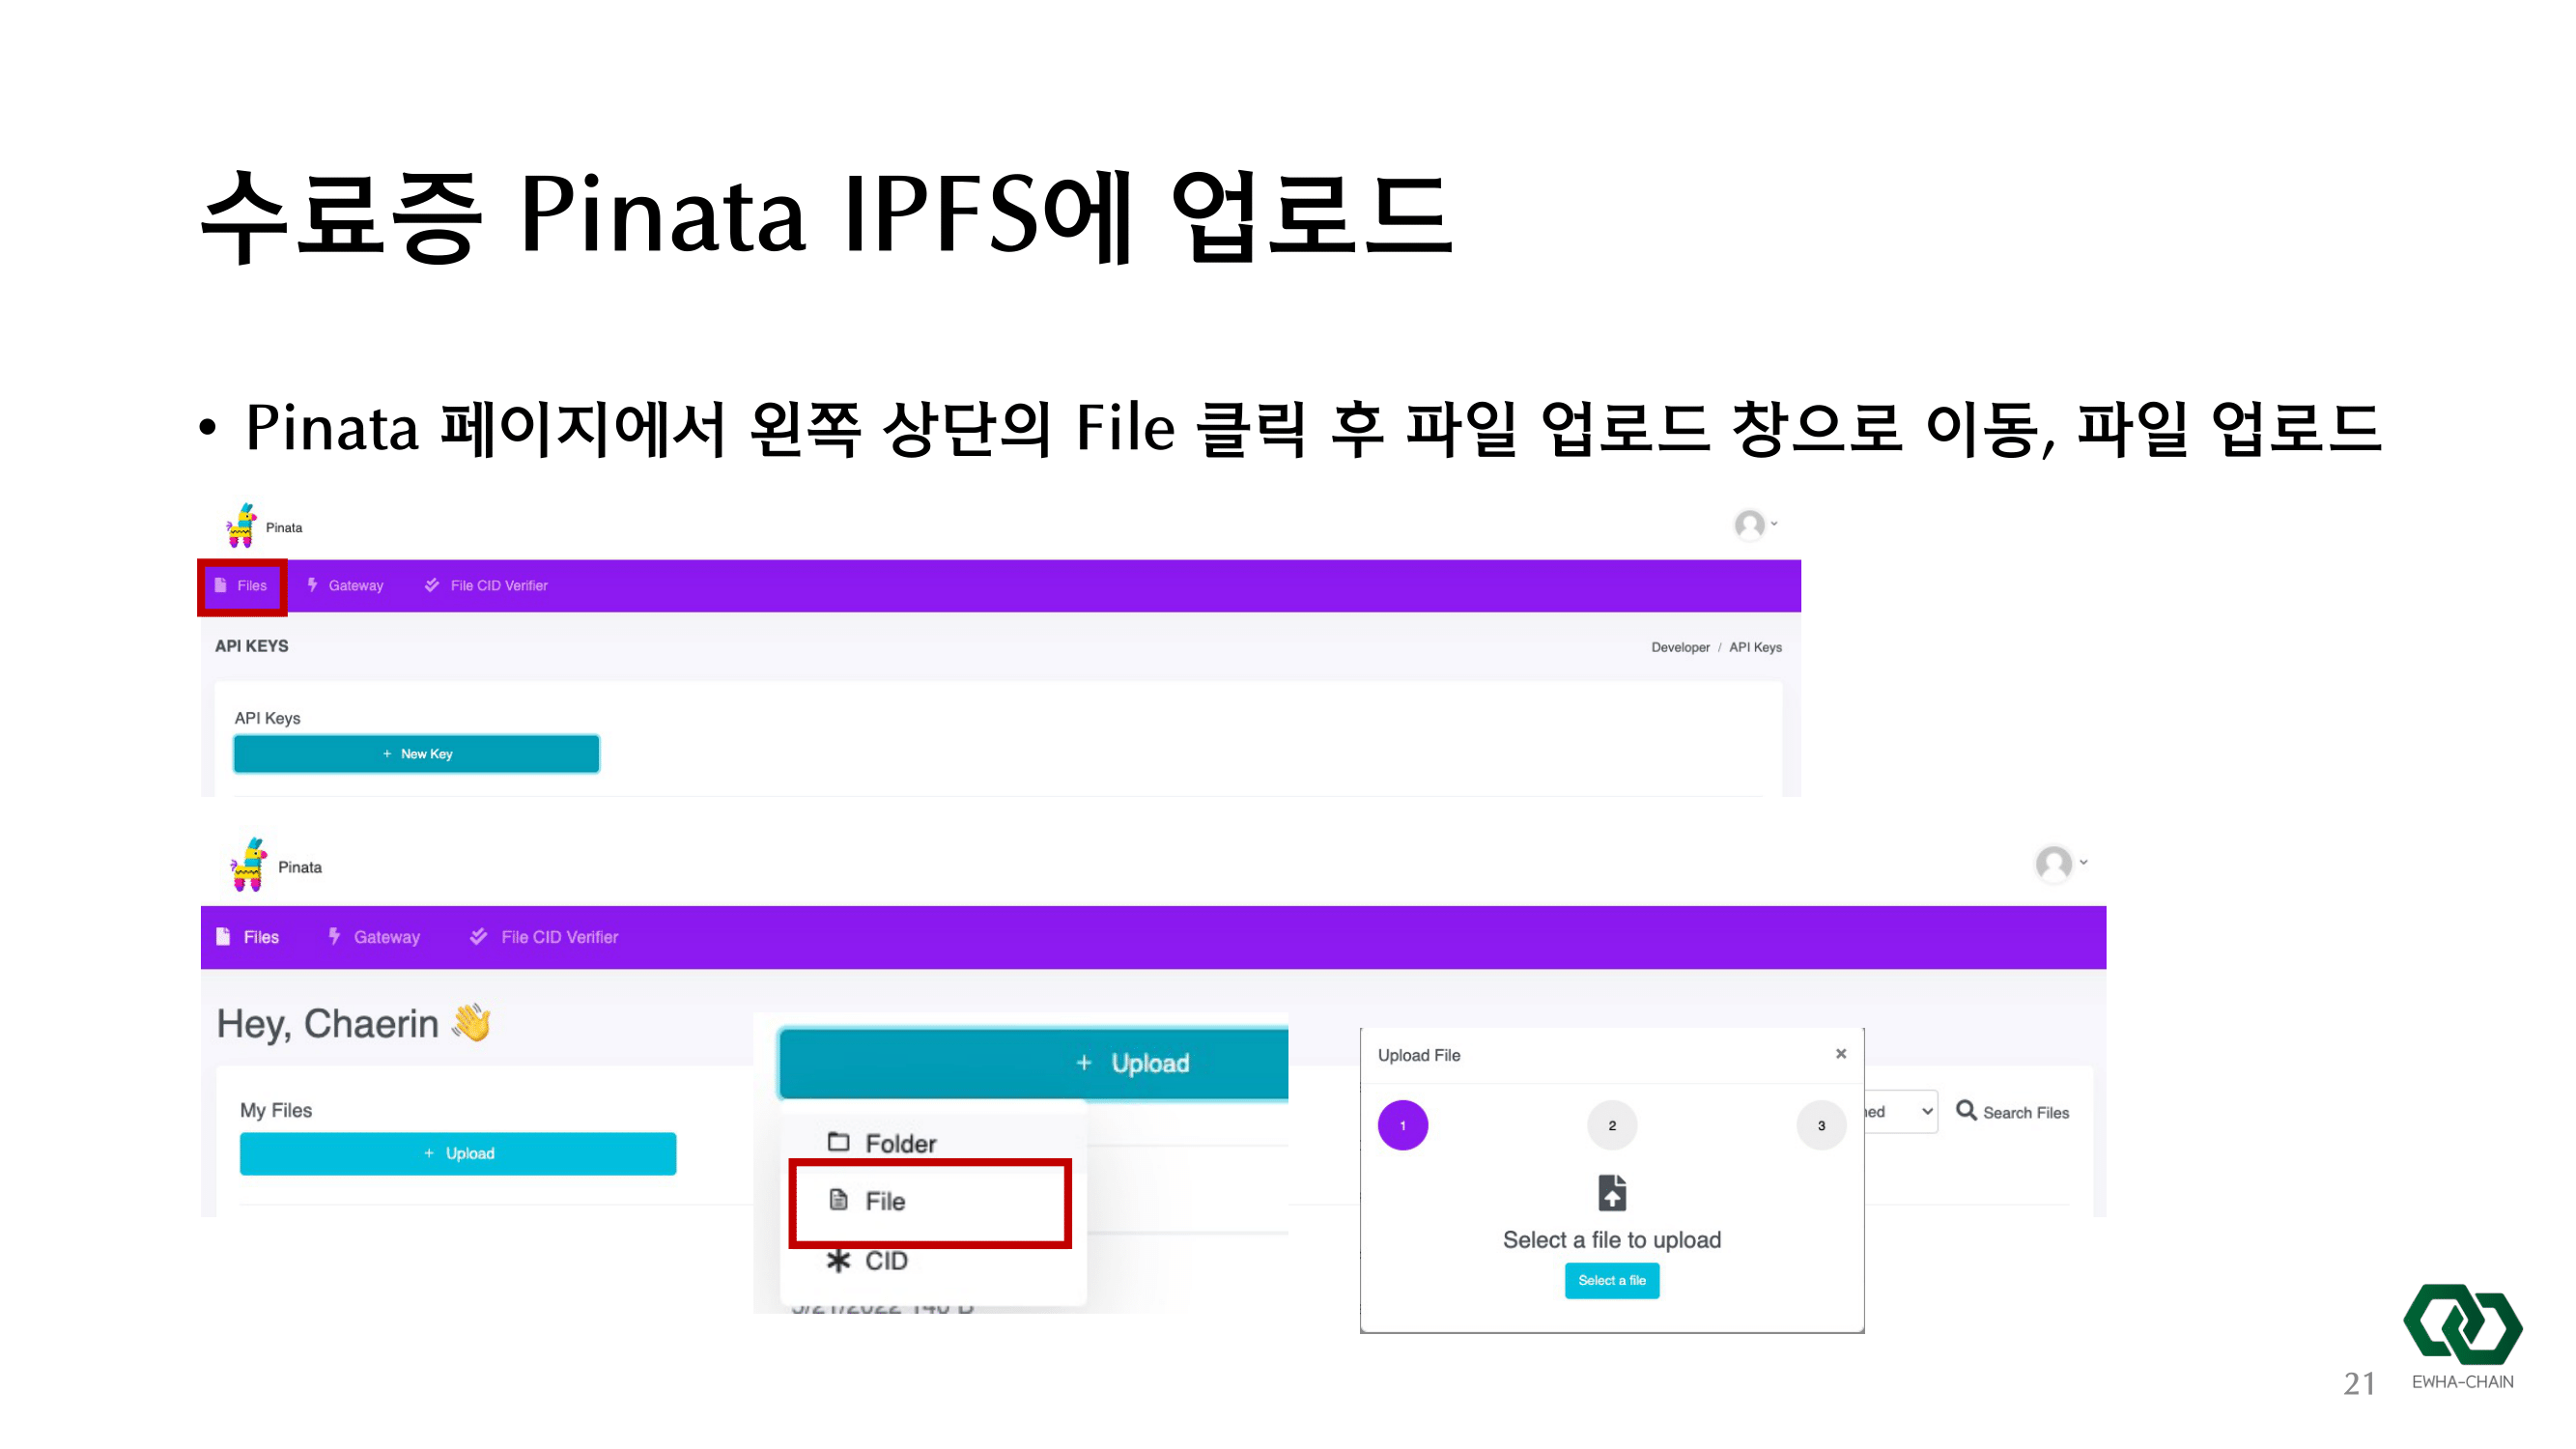 수료증 Pinata IPFS에 업로드
• Pinata 페이지에서 왼쪽 상단의 File 클릭 후 파일 업로드 창으로 이동, 파일 업로드
Pinata
Files Gateway File CID Verifier
API KEYS Developer / API Keys
API Keys
+ New Key
Pinata
Files Gateway File CID Verifier
Hey, Chaerin 👋
My Files
+ Upload
+ Upload
Folder
File
CID
Upload File ×
1 2 3
Select a file to upload
Select a file
Search Files
21
EWHA-CHAIN